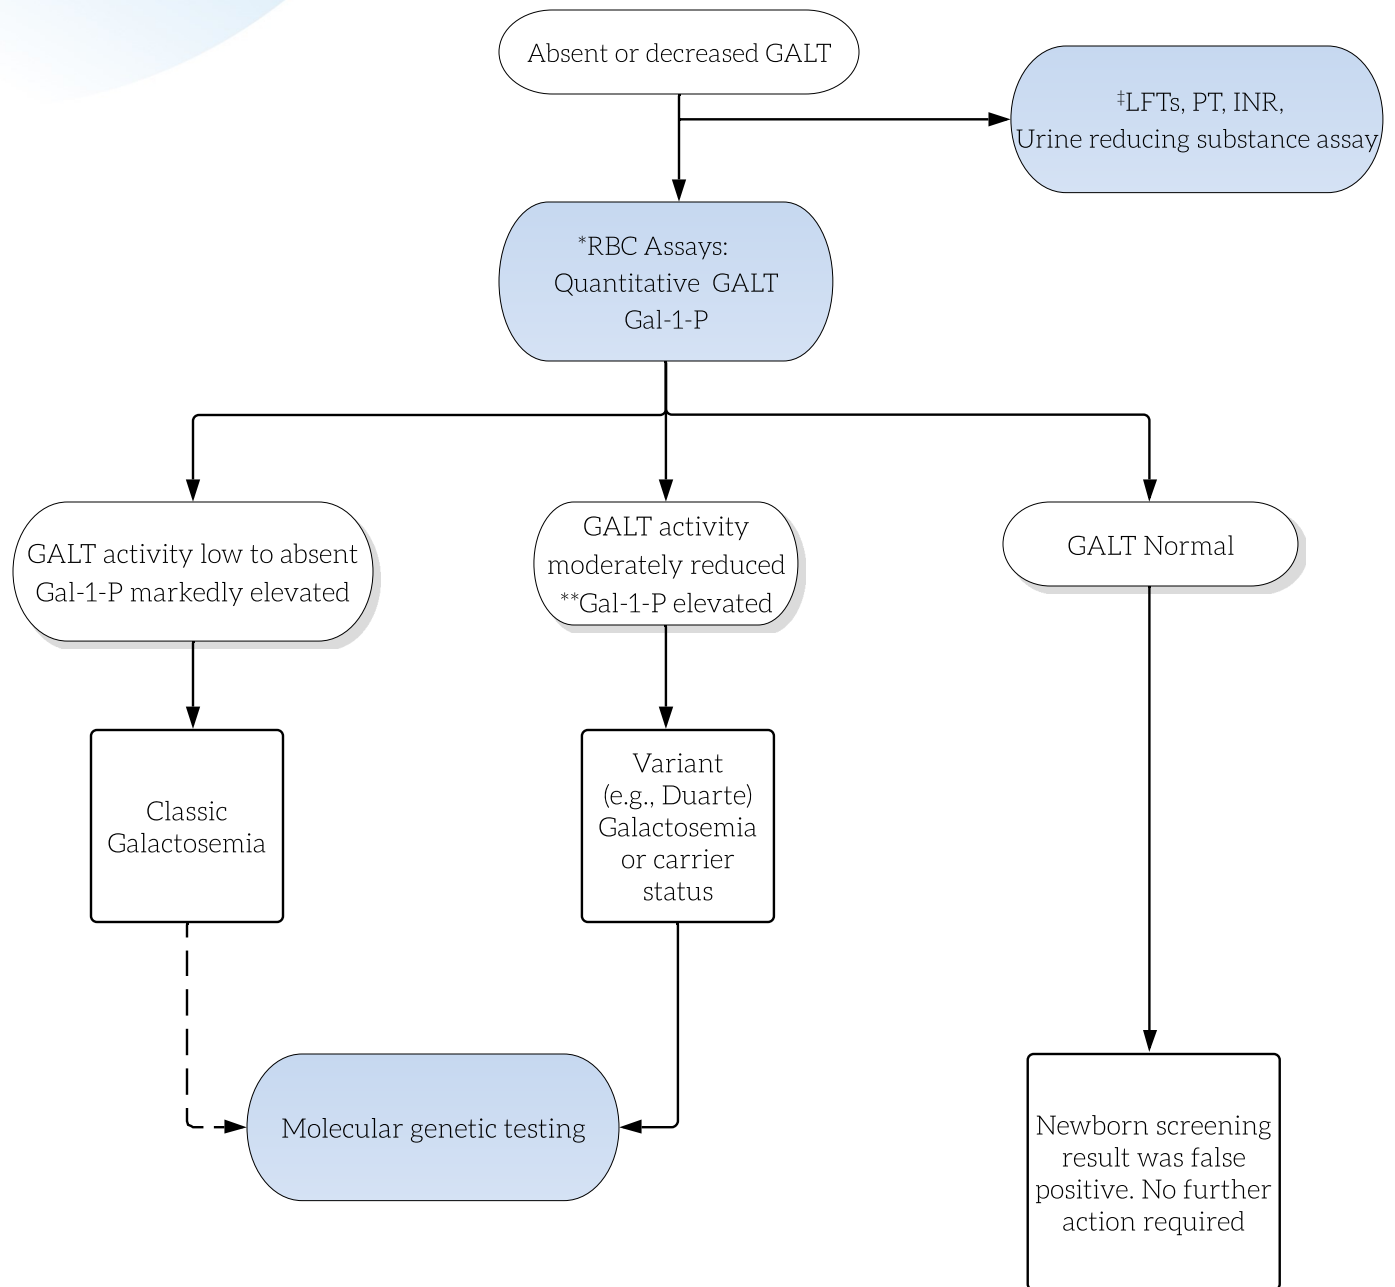 Absent or decreased GALT
‡LFTs, PT, INR,
Urine reducing substance assay
*RBC Assays:
Quantitative GALT
Gal-1-P
GALT activity low to absent
Gal-1-P markedly elevated
GALT activity
moderately reduced
**Gal-1-P elevated
GALT Normal
Classic
Galactosemia
Variant
(e.g., Duarte)
Galactosemia
or carrier
status
Molecular genetic testing
Newborn screening
result was false
positive. No further
action required